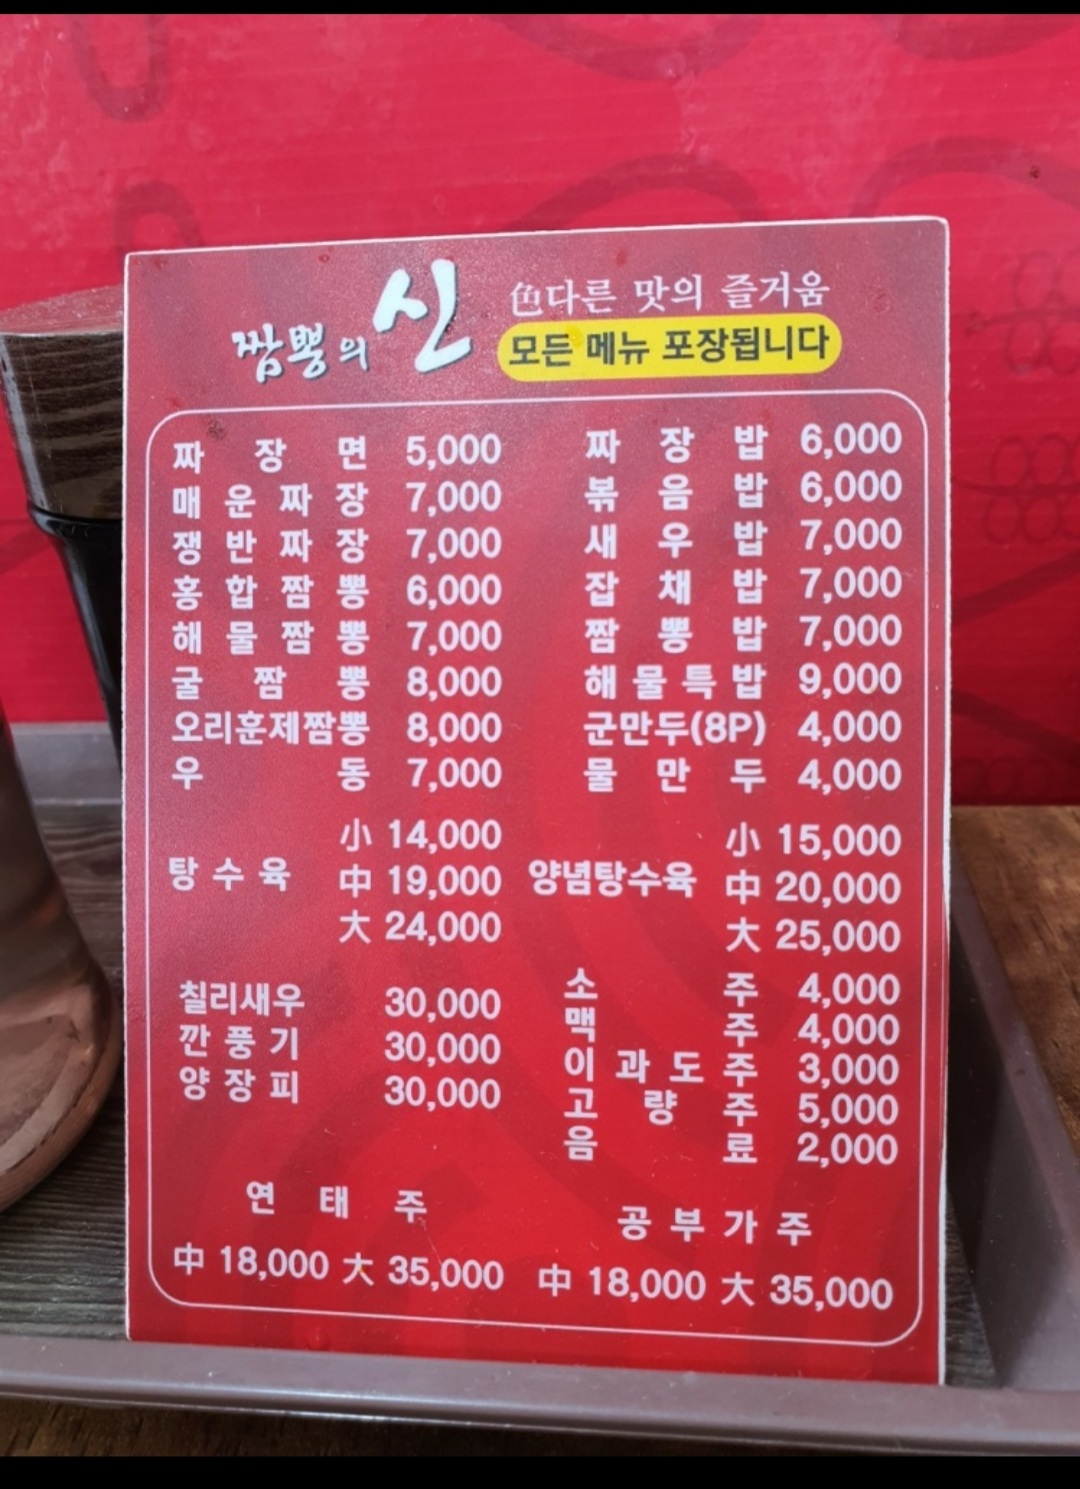 짬뽕의신
色다른 맛의 즐거움
모든 메뉴 포장됩니다
짜장면 5,000
매운짜장 7,000
쟁반짜장 7,000
홍합짬뽕 6,000
해물짬뽕 7,000
굴짬뽕 8,000
오리훈제짬뽕 8,000
우동 7,000
짜장밥 6,000
볶음밥 6,000
새우밥 7,000
잡채밥 7,000
짬뽕밥 7,000
해물특밥 9,000
군만두(8P) 4,000
물만두 4,000
小 14,000
탕수육 中 19,000
大 24,000
小 15,000
양념탕수육 中 20,000
大 25,000
칠리새우 30,000
깐풍기 30,000
양장피 30,000
소주 4,000
맥주 4,000
이과도주 3,000
고량주 5,000
음료 2,000
연태주
中 18,000 大 35,000
공부가주
中 18,000 大 35,000